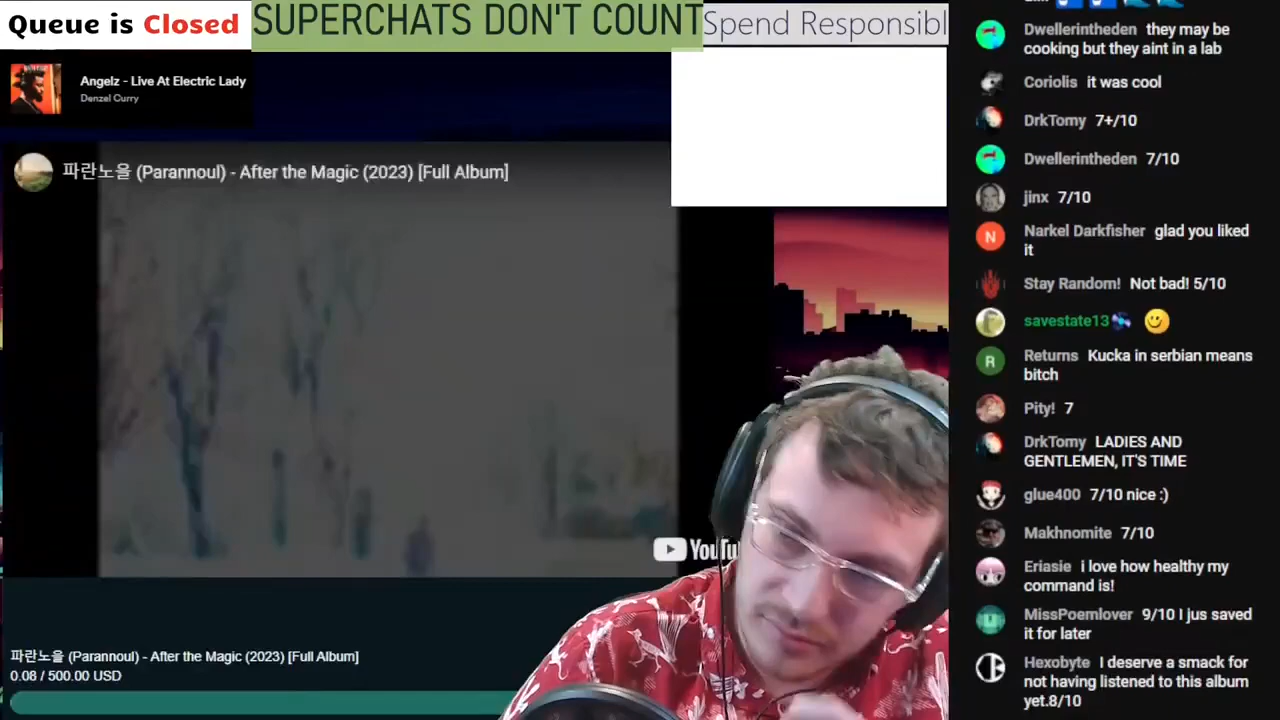 Queue is Closed
SUPERCHATS DON'T COUNT
Spend Responsibl
Angelz - Live At Electric Lady
Denzel Curry
파란노을 (Parannoul) - After the Magic (2023) [Full Album]
YouTu
파란노을 (Parannoul) - After the Magic (2023) [Full Album]
0.08 / 500.00 USD
Dwellerintheden they may be
cooking but they aint in a lab
Coriolis it was cool
DrkTomy 7+/10
Dwellerintheden 7/10
jinx 7/10
N
Narkel Darkfisher glad you liked
it
Stay Random! Not bad! 5/10
savestate13
R
Returns Kucka in serbian means
bitch
Pity! 7
DrkTomy LADIES AND
GENTLEMEN, IT'S TIME
glue400 7/10 nice :)
Makhnomite 7/10
Eriasie i love how healthy my
command is!
MissPoemlover 9/10 I jus saved
it for later
Hexobyte I deserve a smack for
not having listened to this album
yet.8/10